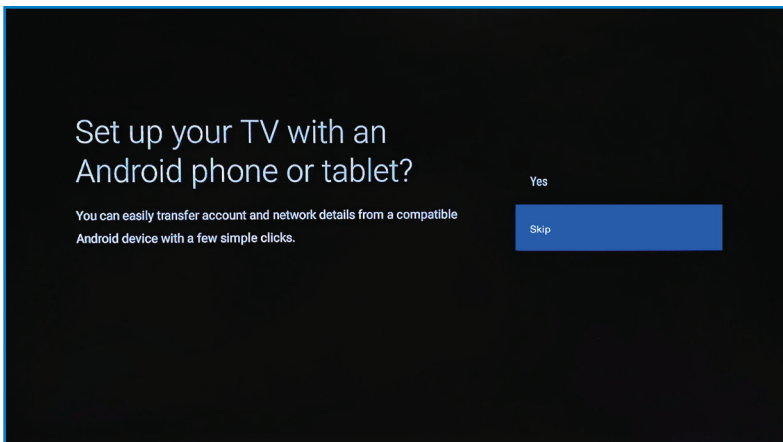 Set up your TV with an
Android phone or tablet?
You can easily transfer account and network details from a compatible
Android device with a few simple clicks.
Yes
Skip